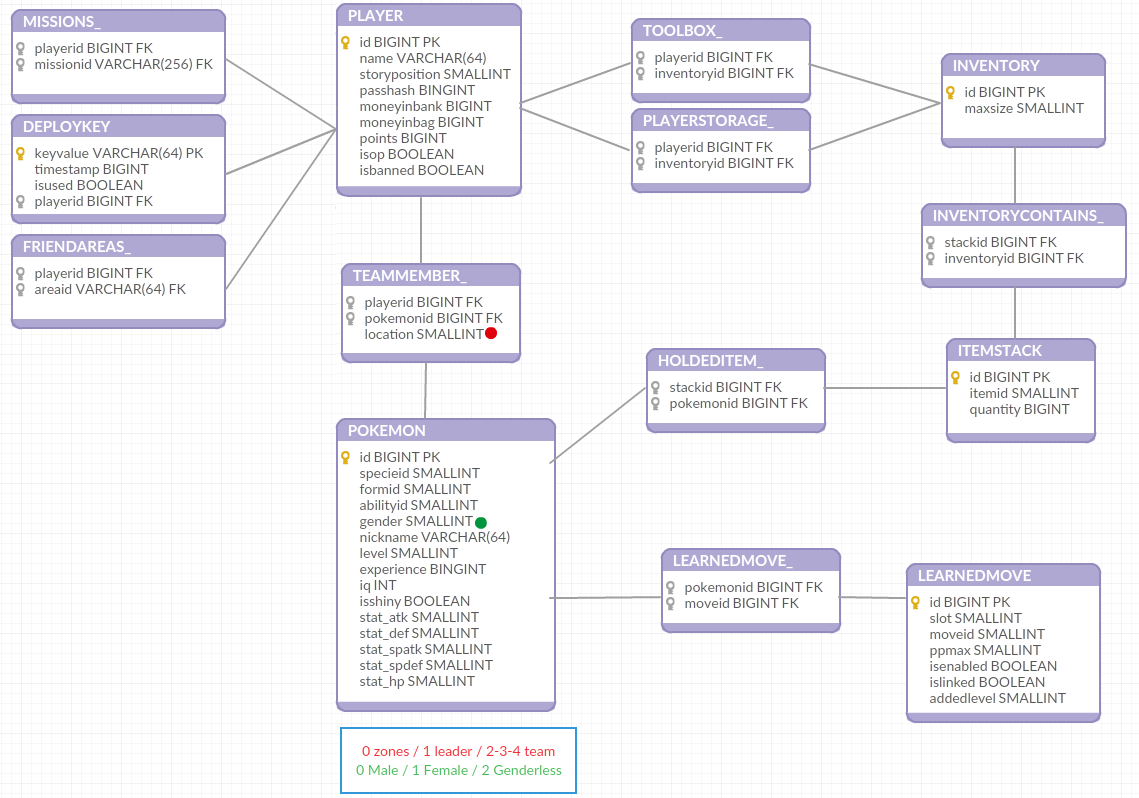 MISSIONS_
playerid BIGINT FK
missionid VARCHAR(256) FK
DEPLOYKEY
keyvalue VARCHAR(64) PK
timestamp BIGINT
isused BOOLEAN
playerid BIGINT FK
FRIENDAREAS_
playerid BIGINT FK
areaid VARCHAR(64) FK
PLAYER
id BIGINT PK
name VARCHAR(64)
storyposition SMALLINT
passhash BINGINT
moneyinbank BIGINT
moneyinbag BIGINT
points BIGINT
isop BOOLEAN
isbanned BOOLEAN
TEAMMEMBER_
playerid BIGINT FK
pokemonid BIGINT FK
location SMALLINT
POKEMON
id BIGINT PK
specieid SMALLINT
formid SMALLINT
abilityid SMALLINT
gender SMALLINT
nickname VARCHAR(64)
level SMALLINT
experience BINGINT
iq INT
isshiny BOOLEAN
stat_atk SMALLINT
stat_def SMALLINT
stat_spatk SMALLINT
stat_spdef SMALLINT
stat_hp SMALLINT
0 zones / 1 leader / 2-3-4 team
0 Male / 1 Female / 2 Genderless
TOOLBOX_
playerid BIGINT FK
inventoryid BIGINT FK
PLAYERSTORAGE_
playerid BIGINT FK
inventoryid BIGINT FK
INVENTORY
id BIGINT PK
maxsize SMALLINT
INVENTORYCONTAINS_
stackid BIGINT FK
inventoryid BIGINT FK
HOLDEDITEM_
stackid BIGINT FK
pokemonid BIGINT FK
ITEMSTACK
id BIGINT PK
itemid SMALLINT
quantity BIGINT
LEARNEDMOVE_
pokemonid BIGINT FK
moveid BIGINT FK
LEARNEDMOVE
id BIGINT PK
slot SMALLINT
moveid SMALLINT
ppmax SMALLINT
isenabled BOOLEAN
islinked BOOLEAN
addedlevel SMALLINT